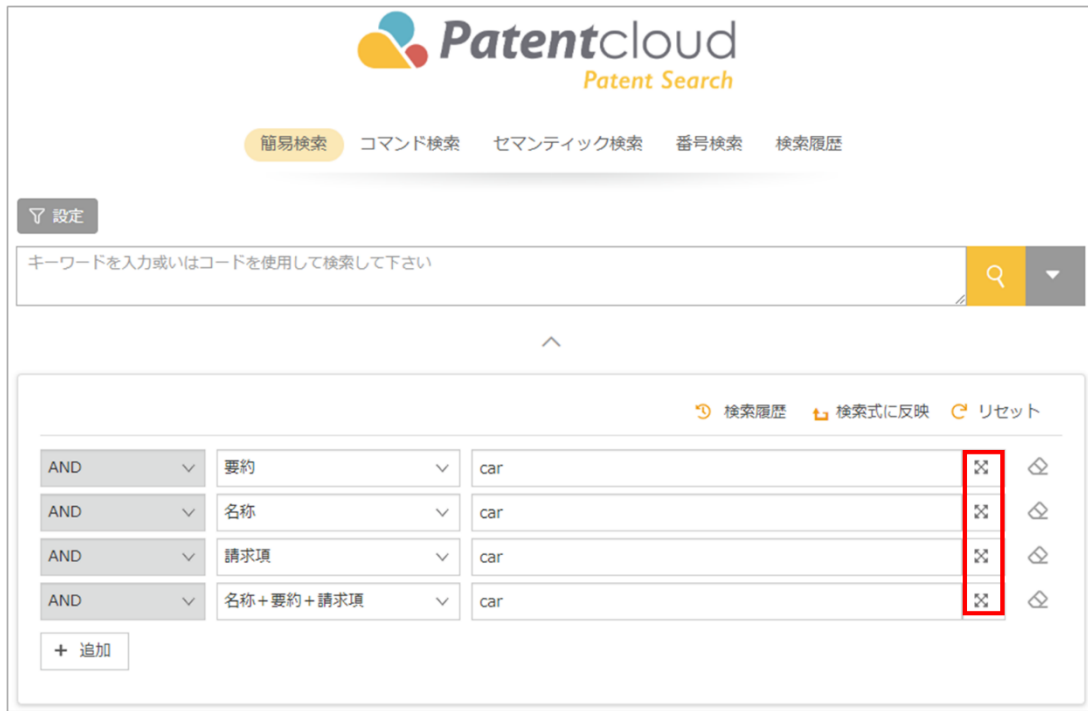 Patentcloud
Patent Search
簡易検索 コマンド検索 セマンティック検索 番号検索 検索履歴
設定
キーワードを入力或いはコードを使用して検索して下さい
検索履歴 検索式に反映 リセット
AND 要約 car
AND 名称 car
AND 請求項 car
AND 名称+要約+請求項 car
+ 追加